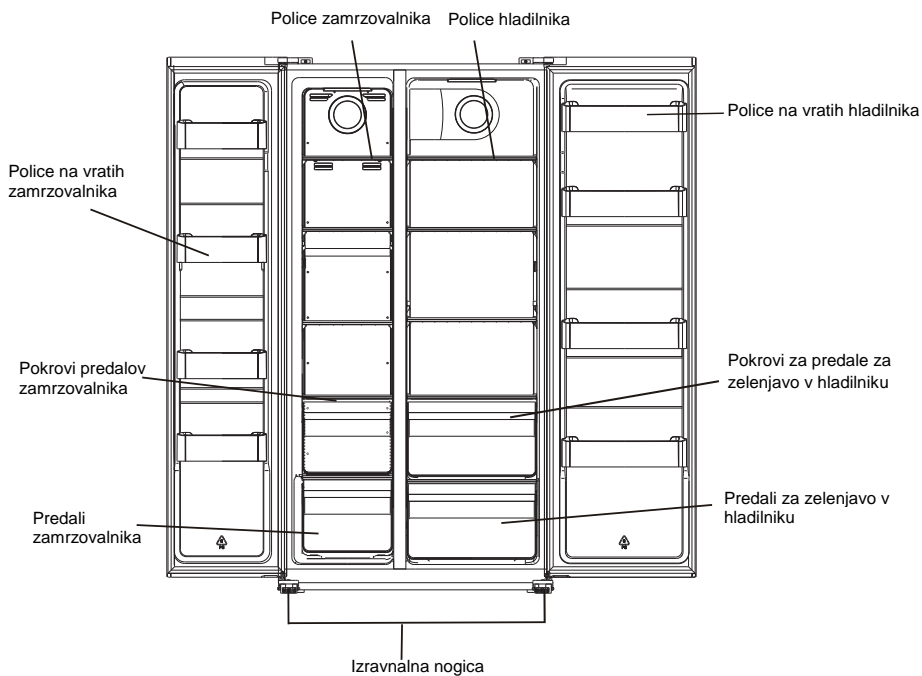 Police zamrzovalnika
Police hladilnika
Police na vratih hladilnika
Police na vratih
zamrzovalnika
Pokrovi predalov
zamrzovalnika
Pokrovi za predale za
zelenjavo v hladilniku
Predali
zamrzovalnika
Predali za zelenjavo v
hladilniku
Izravnalna nogica